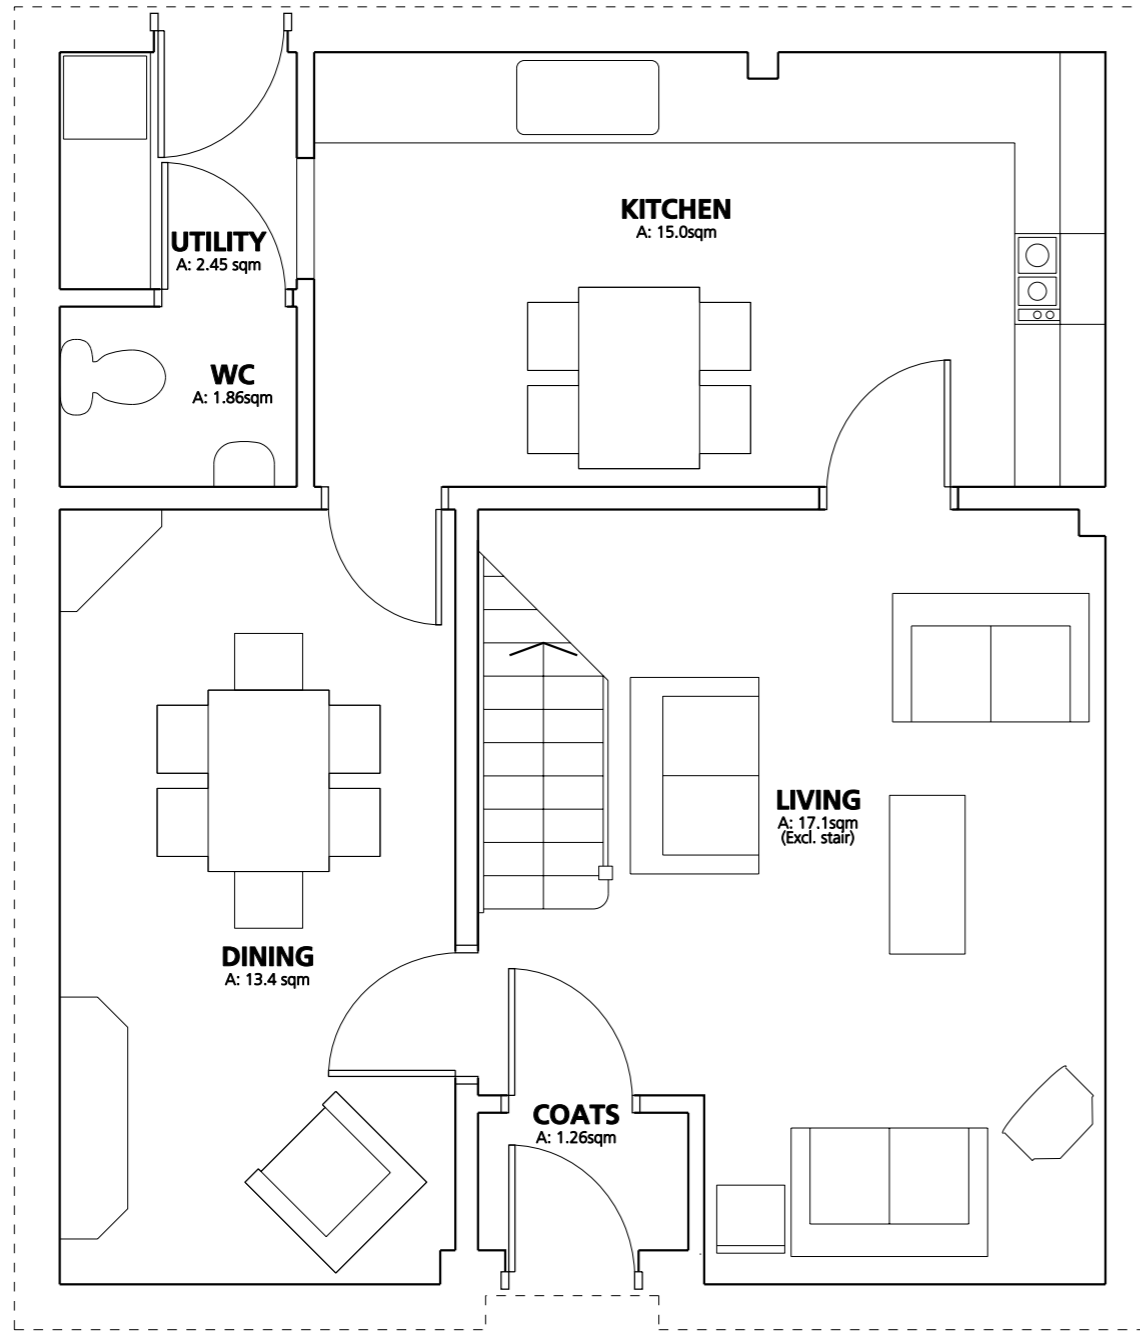 KITCHEN
A: 15.0sqm
UTILITY
A: 2.45 sqm
WC
A: 1.86sqm
LIVING
A: 17.1sqm
(Excl. stair)
DINING
A: 13.4 sqm
COATS
A: 1.26sqm